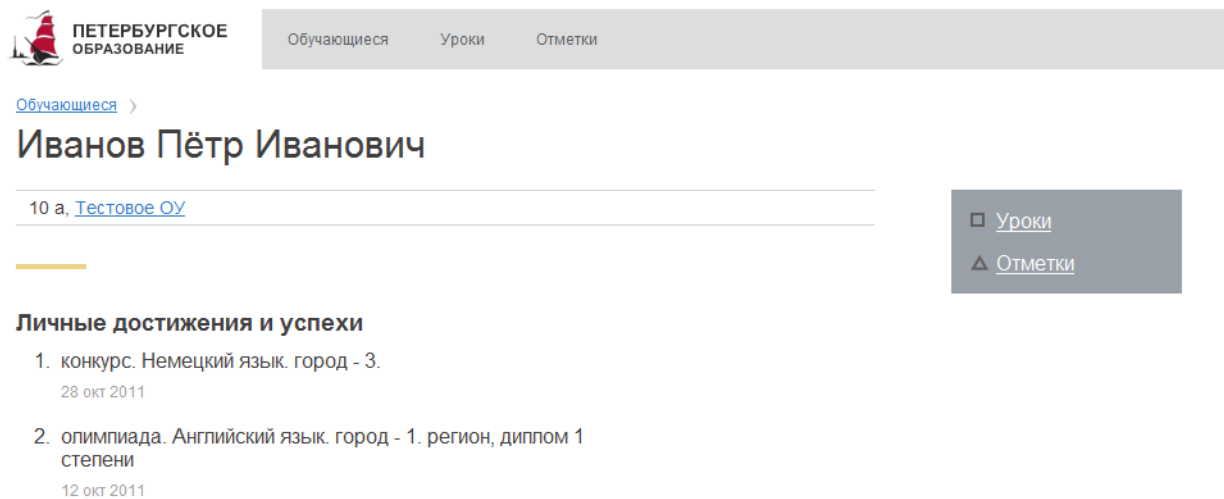 ПЕТЕРБУРГСКОЕ
ОБРАЗОВАНИЕ
Обучающиеся Уроки Отметки
Обучающиеся
Иванов Пётр Иванович
10 а, Тестовое ОУ
Уроки
Отметки
Личные достижения и успехи
1. конкурс. Немецкий язык. город - 3.
28 окт 2011
2. олимпиада. Английский язык. город - 1. регион, диплом 1
степени
12 окт 2011